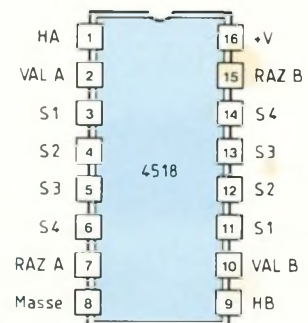 HA 1 16 +V
VAL A 2 15 RAZ B
S1 3 14 S4
S2 4 13 S3
4518
S3 5 12 S2
S4 6 11 S1
RAZ A 7 10 VAL B
Masse 8 9 HB